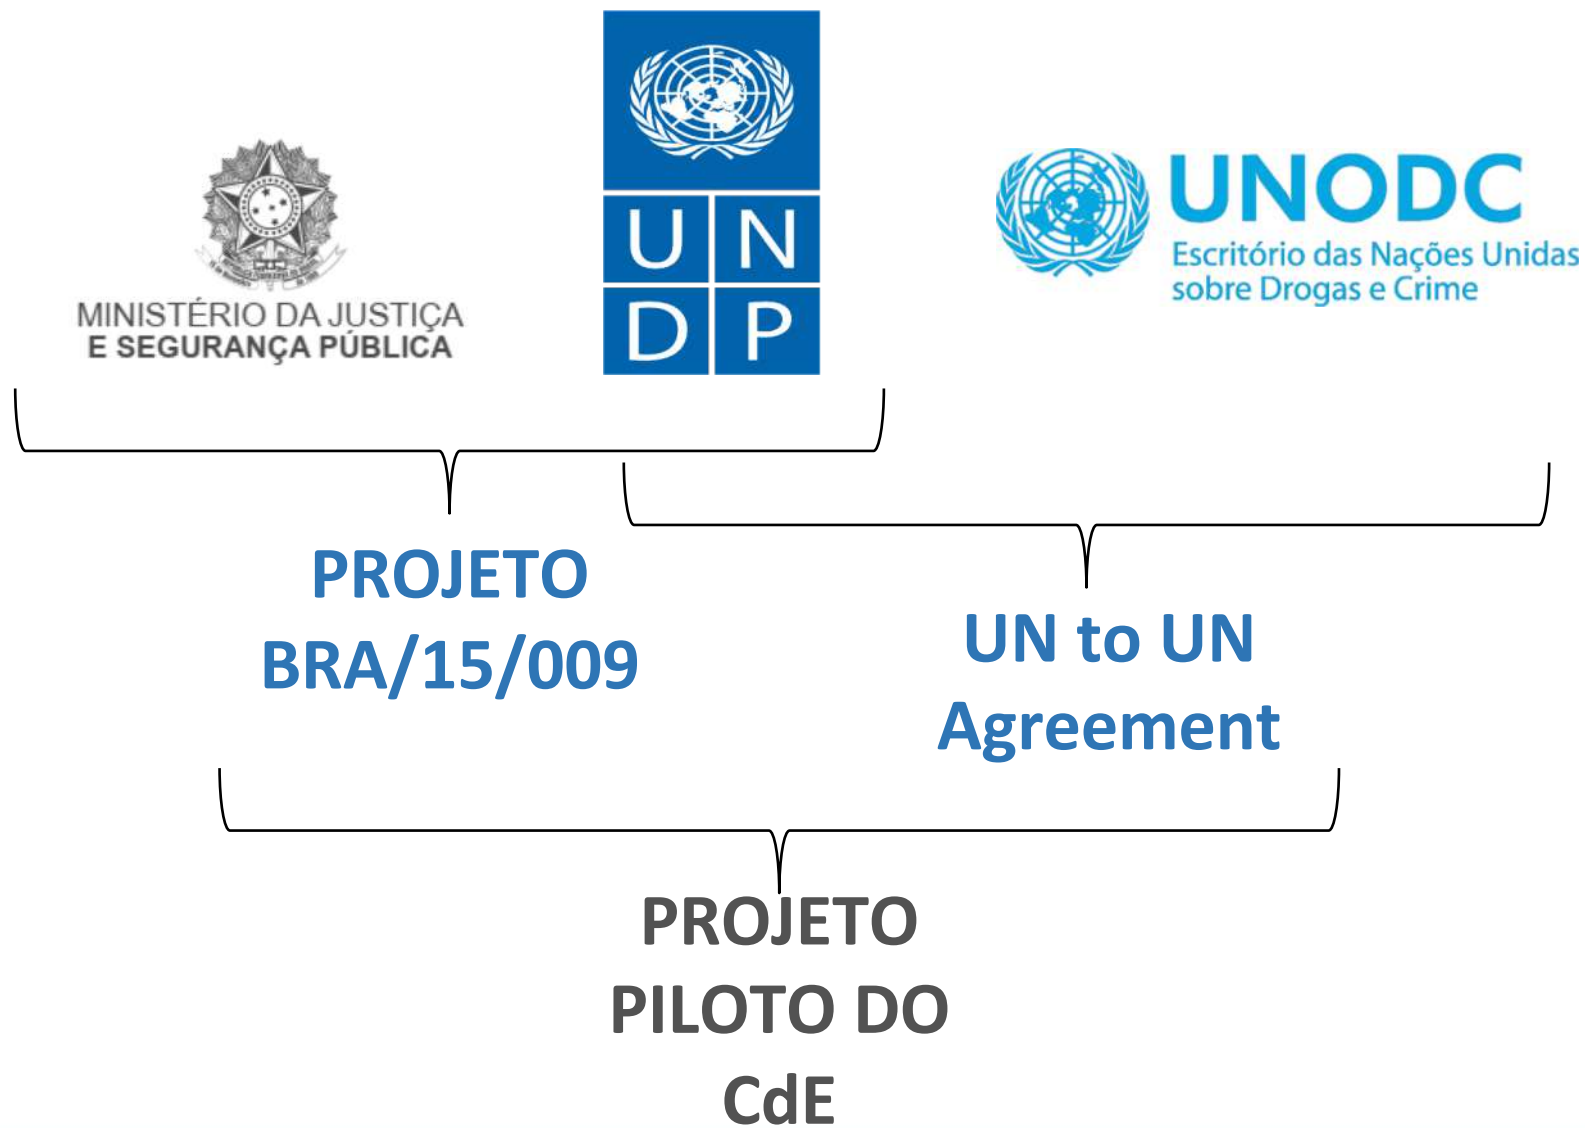 MINISTÉRIO DA JUSTIÇA
E SEGURANÇA PÚBLICA
U N
D P
UNODC
Escritório das Nações Unidas
sobre Drogas e Crime
PROJETO
BRA/15/009
UN to UN
Agreement
PROJETO
PILOTO DO
CdE